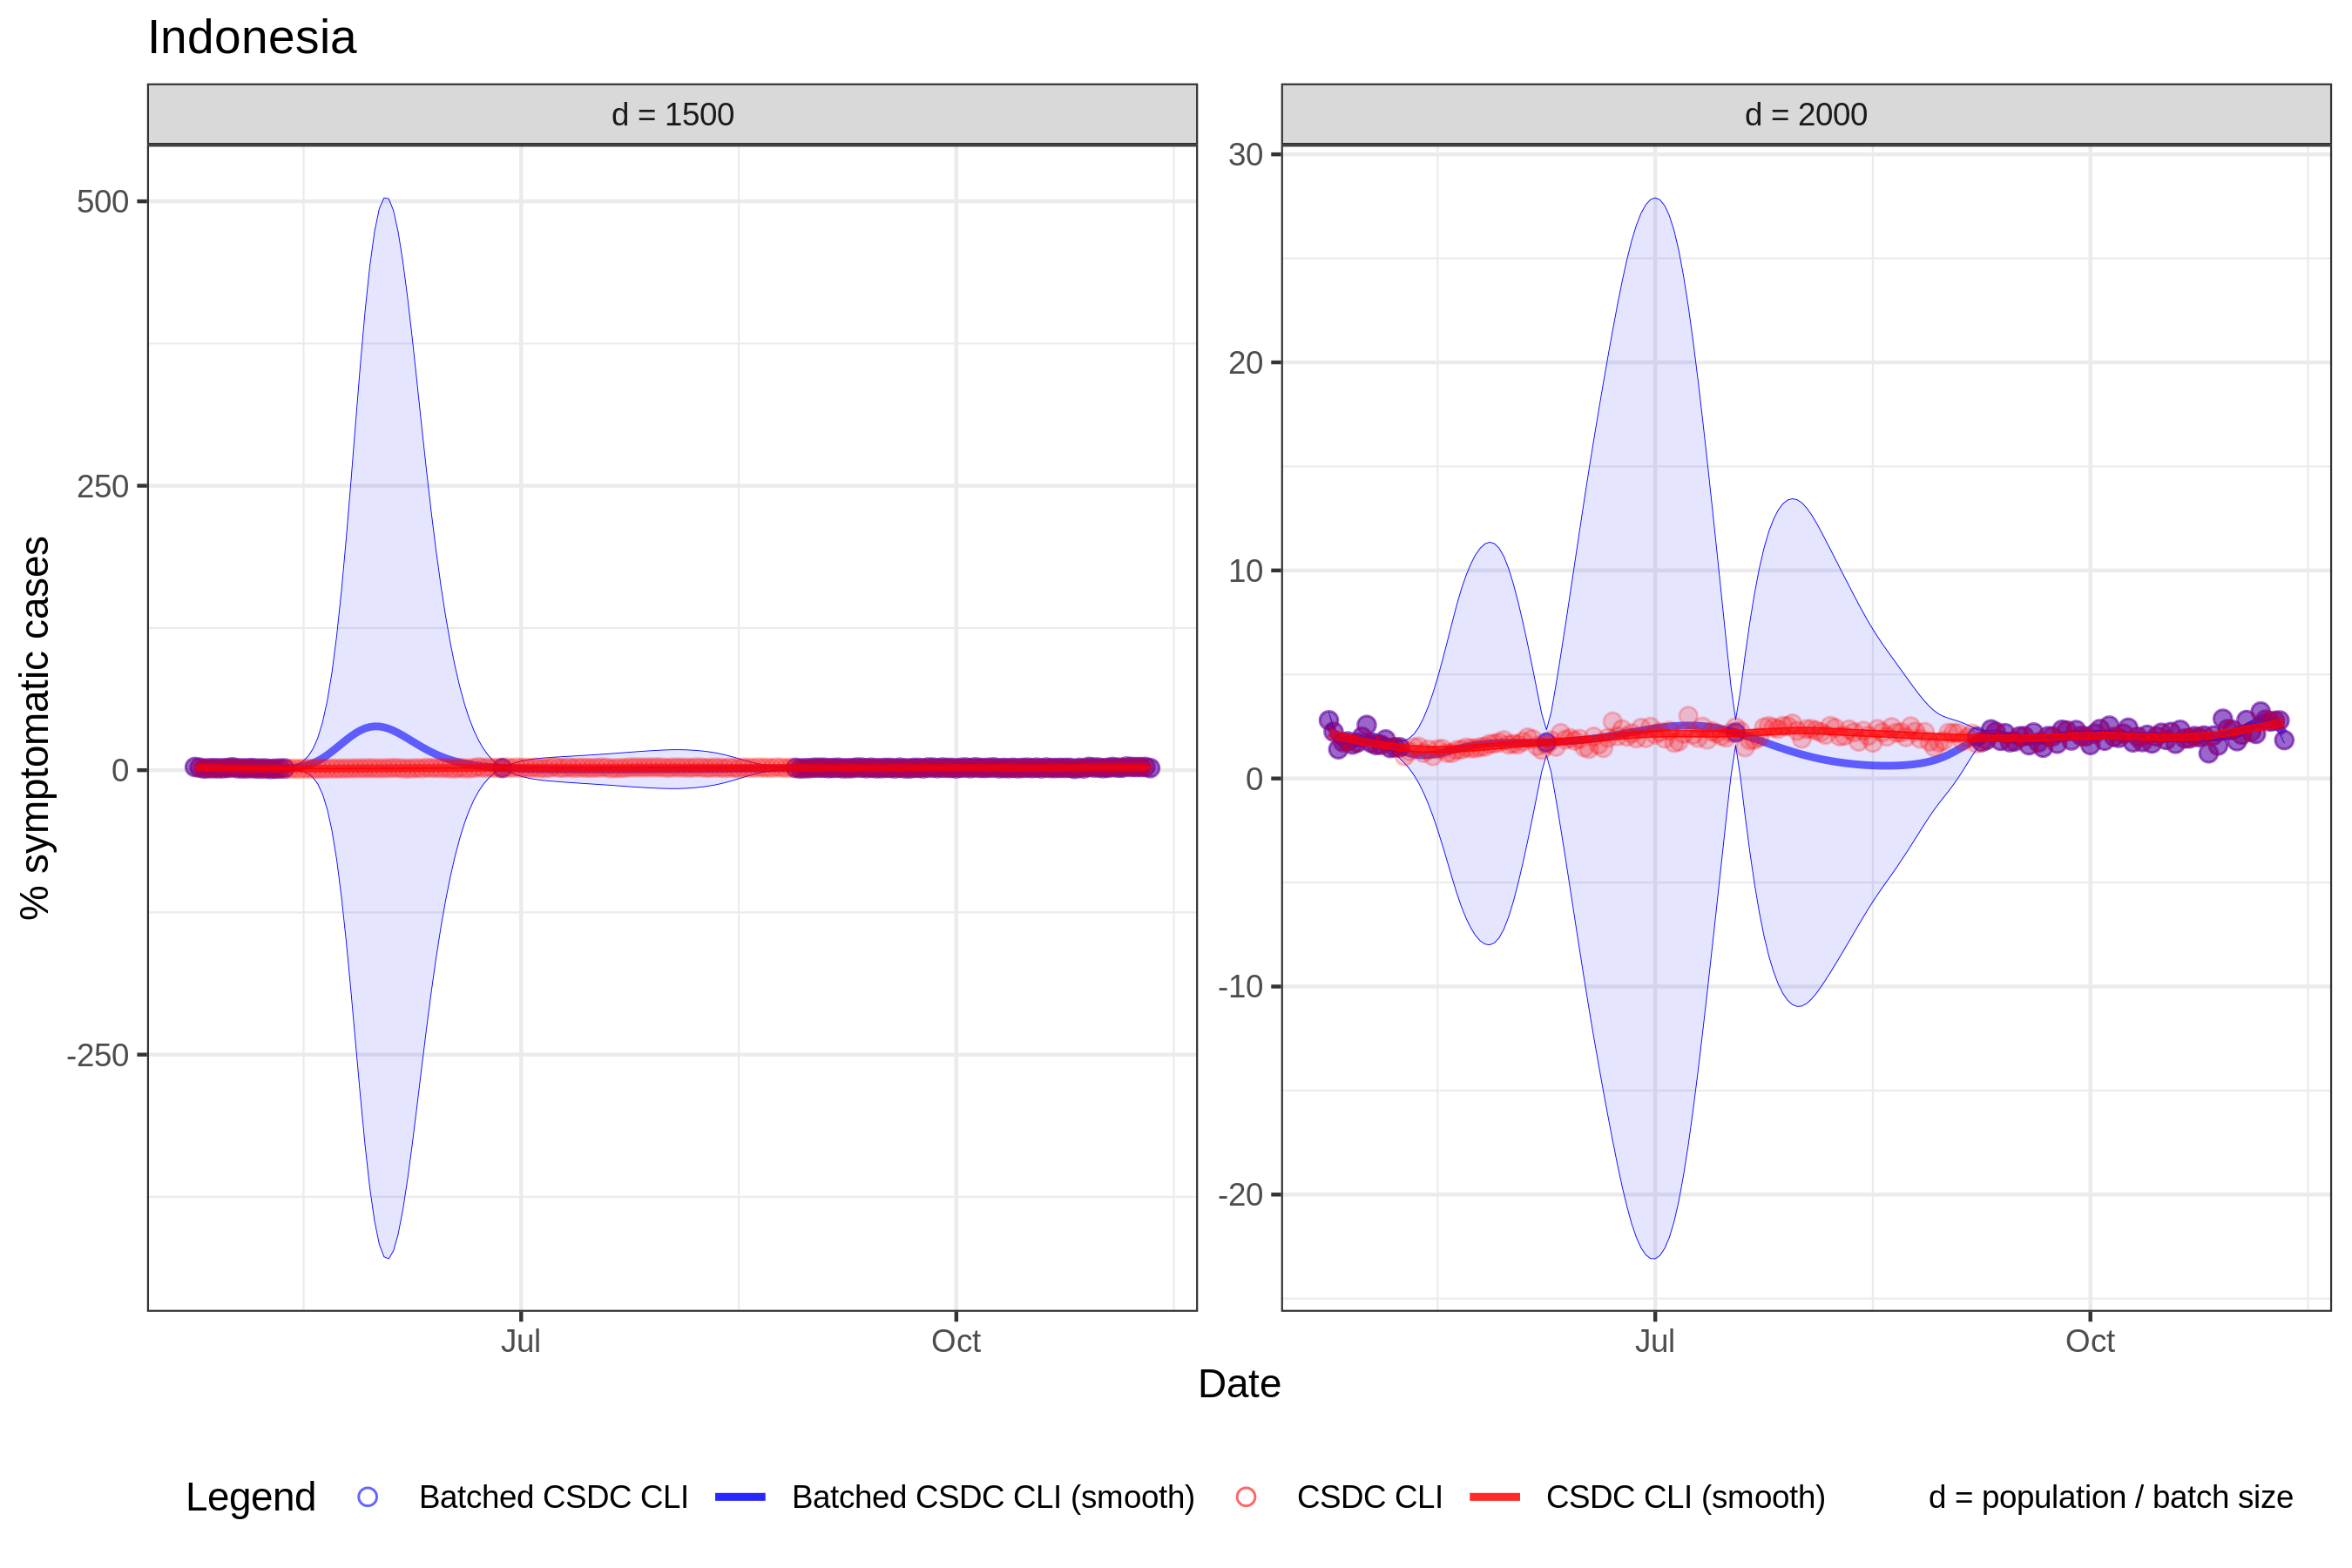 Indonesia
d = 1500
d = 2000
% symptomatic cases
500
250
0
-250
30
20
10
0
-10
-20
Jul
Oct
Jul
Oct
Date
Legend
Batched CSDC CLI
Batched CSDC CLI (smooth)
CSDC CLI
CSDC CLI (smooth)
d = population / batch size